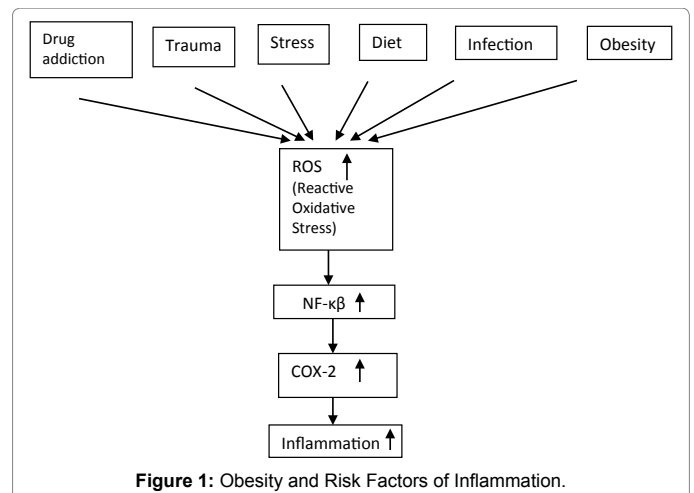 Drug
addiction
Trauma
Stress
Diet
Infection
Obesity
ROS
(Reactive
Oxidative
Stress)
NF-κβ
COX-2
Inflammation
Figure 1: Obesity and Risk Factors of Inflammation.